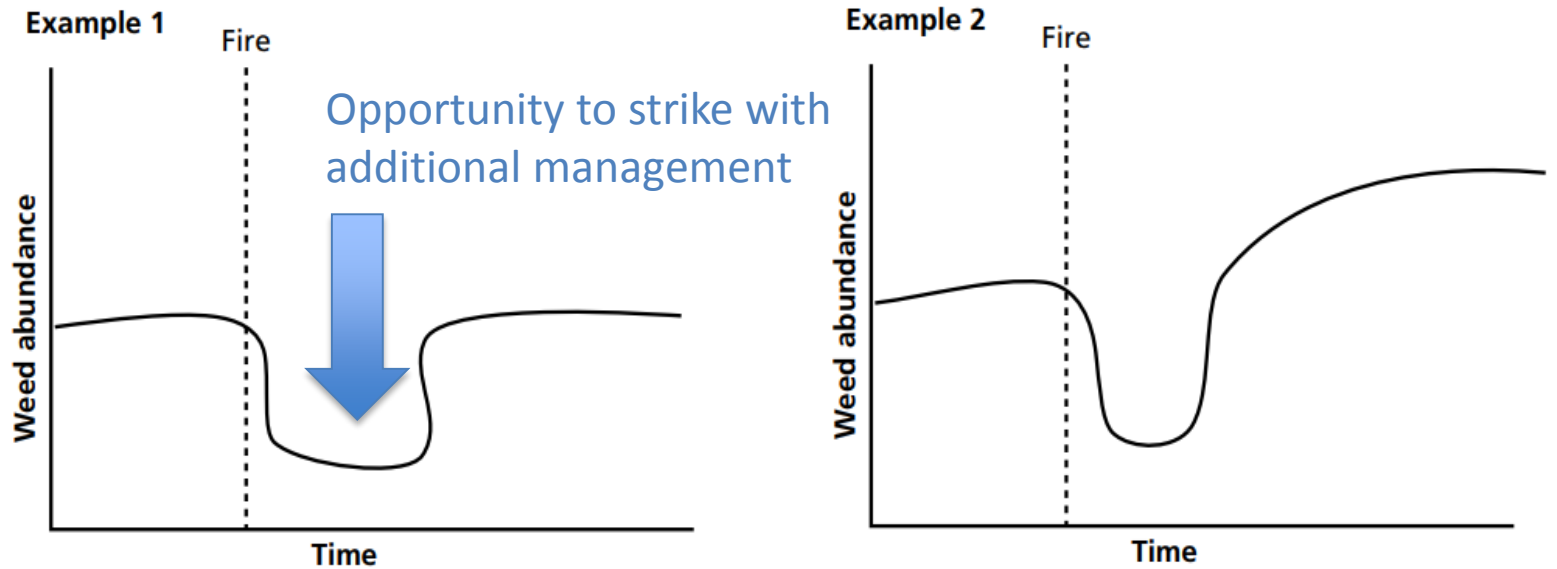 Example 1
Fire
Opportunity to strike with
additional management
Weed abundance
Time
Example 2
Fire
Weed abundance
Time